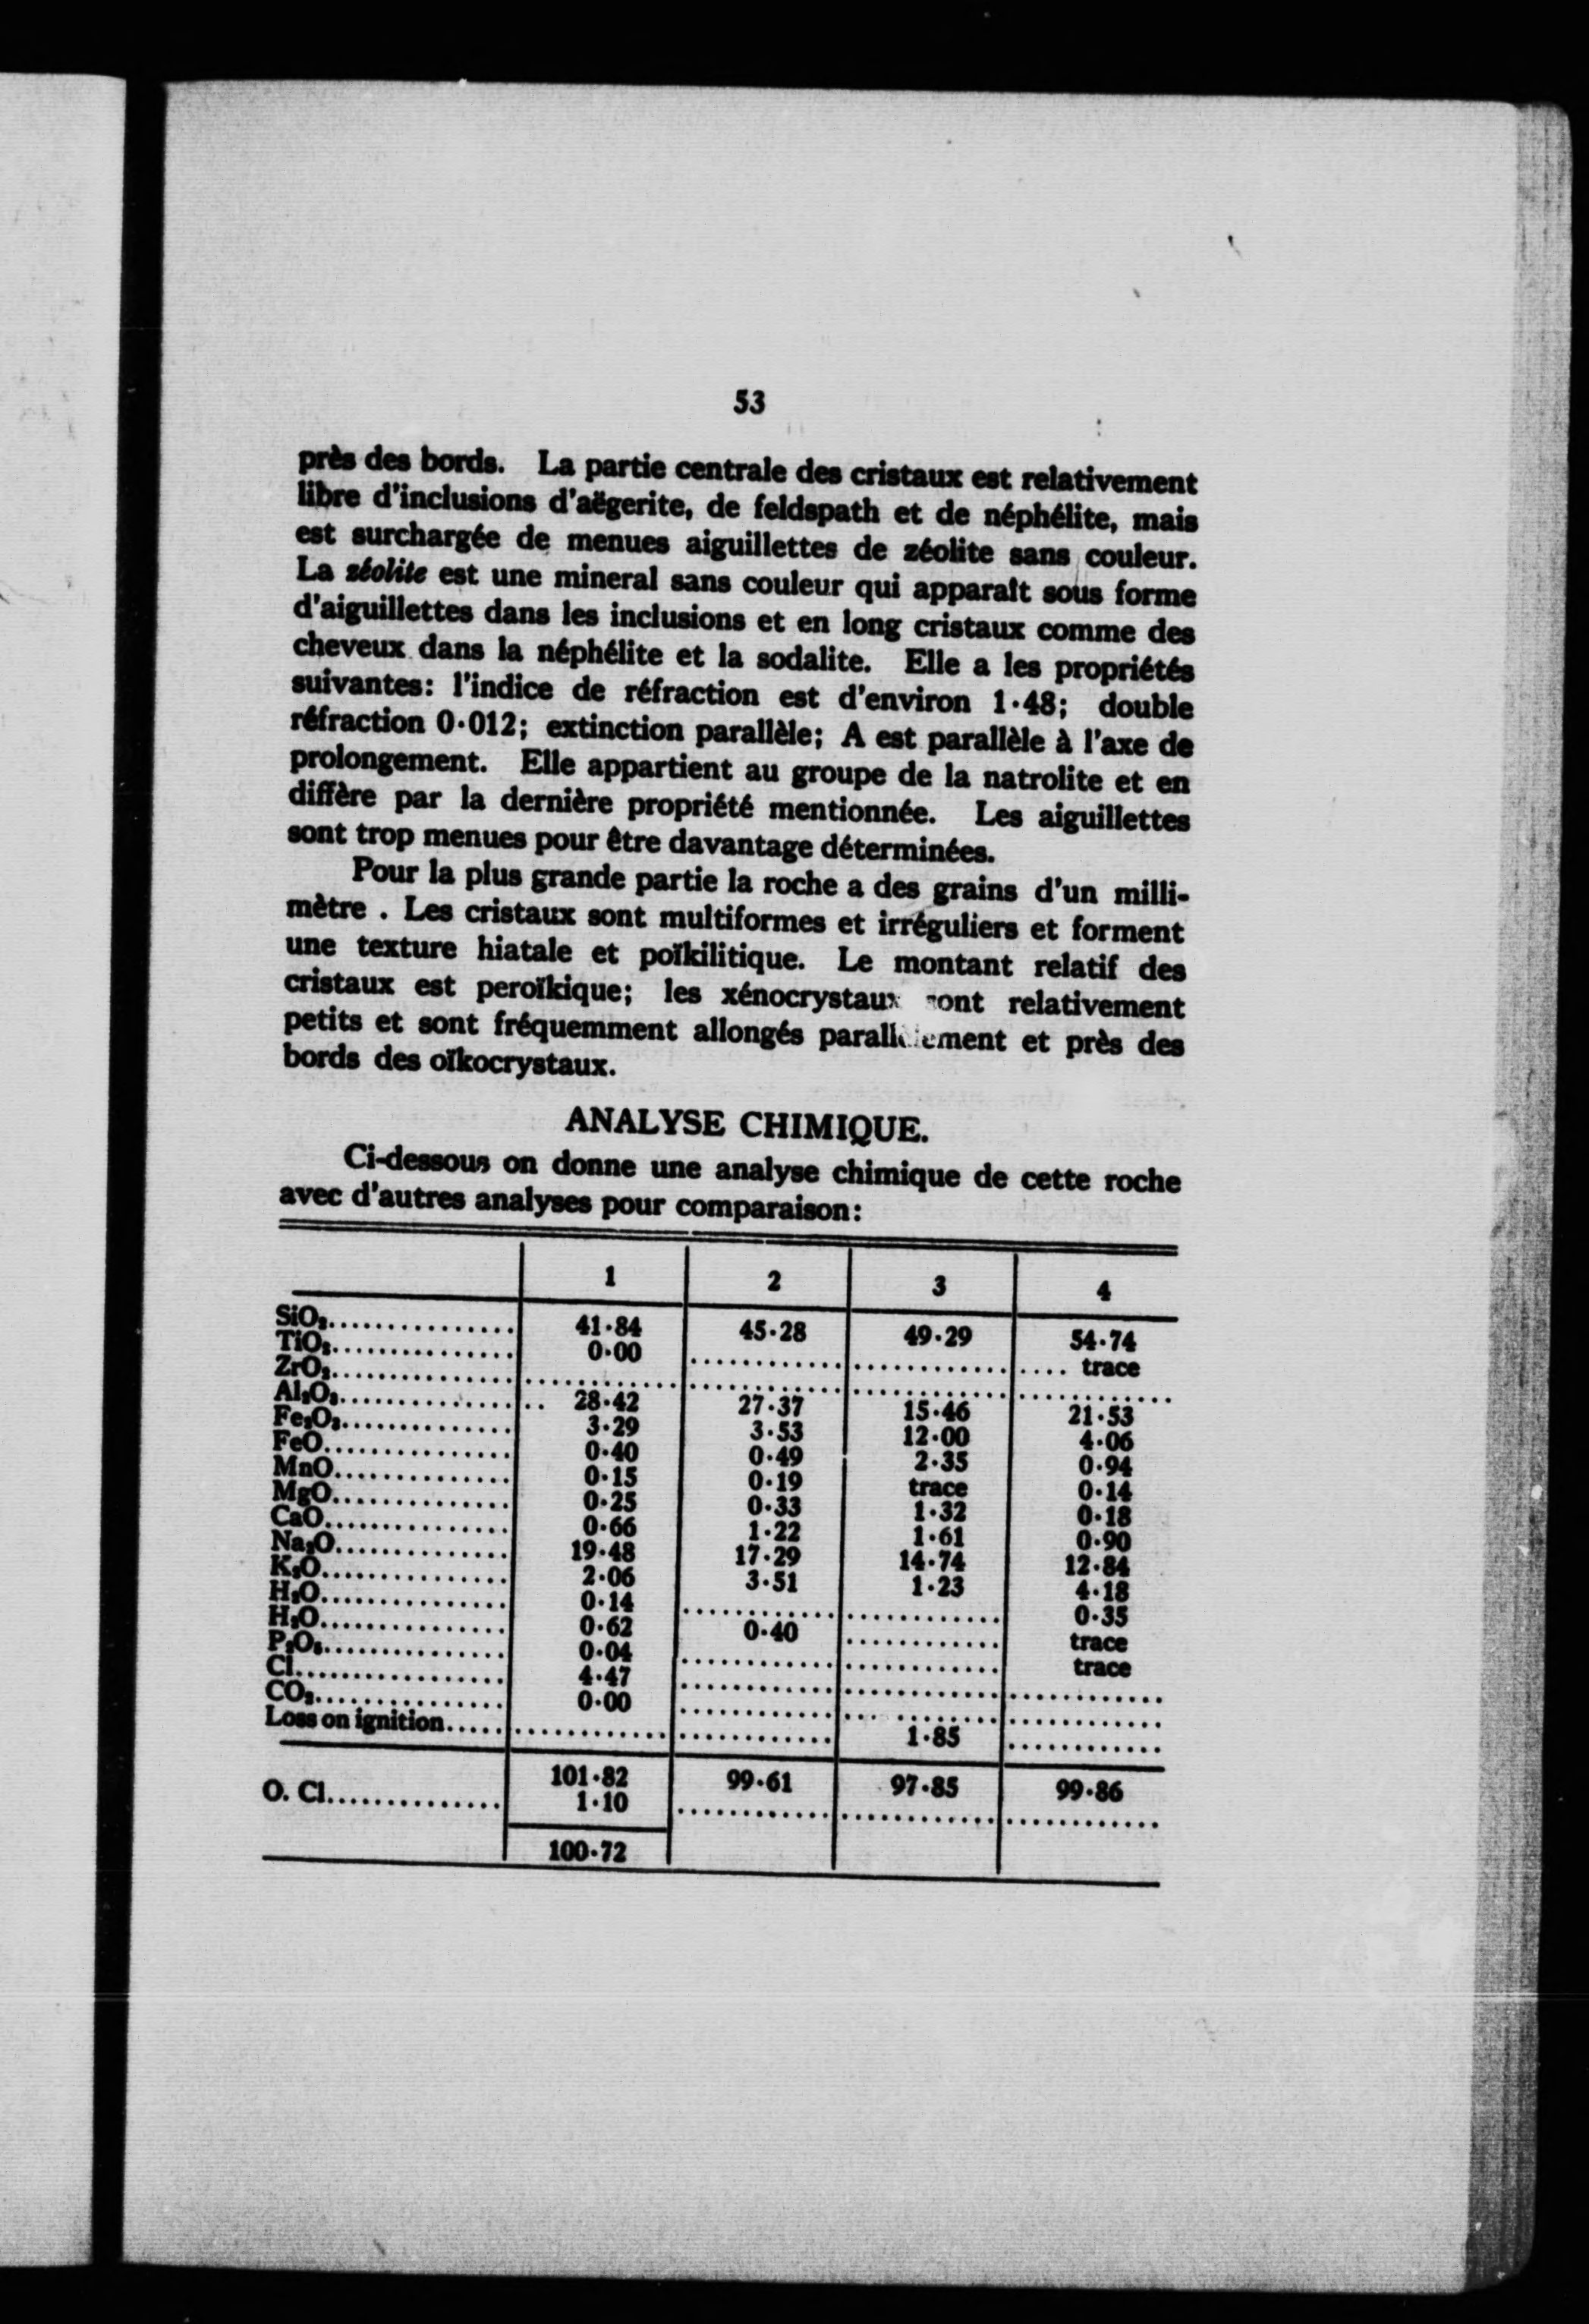 53
près des bords. La partie centrale des cristaux est relativement
libre d'inclusions d'aëgerite, de feldspath et de néphélite, mais
est surchargée de menues aiguillettes de zéolite sans couleur.
La zéolite est une mineral sans couleur qui apparaît sous forme
d'aiguillettes dans les inclusions et en long cristaux comme des
cheveux dans la néphélite et la sodalite. Elle a les propriétés
suivantes: l'indice de réfraction est d'environ 1·48; double
réfraction 0·012; extinction parallèle; A est parallèle à l'axe de
prolongement. Elle appartient au groupe de la natrolite et en
diffère par la dernière propriété mentionnée. Les aiguillettes
sont trop menues pour être davantage déterminées.
Pour la plus grande partie la roche a des grains d'un milli-
mètre . Les cristaux sont multiformes et irréguliers et forment
une texture hiatale et poïkilitique. Le montant relatif des
cristaux est peroïkique; les xénocrystaux sont relativement
petits et sont fréquemment allongés parallèlement et près des
bords des oïkocrystaux.
ANALYSE CHIMIQUE.
Ci-dessous on donne une analyse chimique de cette roche
avec d'autres analyses pour comparaison:
1 2 3 4
SiO₂............... 41·84 45·28 49·29 54·74
TiO₂............... 0·00 ............ ............ .... trace
ZrO₂............... ............ ............ ............ ............
Al₂O₃............... 28·42 27·37 15·46 21·53
Fe₂O₃............... 3·29 3·53 12·00 4·06
FeO............... 0·40 0·49 2·35 0·94
MnO............... 0·15 0·19 trace 0·14
MgO............... 0·25 0·33 1·32 0·18
CaO............... 0·66 1·22 1·61 0·90
Na₂O............... 19·48 17·29 14·74 12·84
K₂O............... 2·06 3·51 1·23 4·18
H₂O............... 0·14 ............ ............ 0·35
H₂O............... 0·62 0·40 ............ trace
P₂O₅............... 0·04 ............ ............ trace
Cl............... 4·47 ............ ............ ............
CO₂............... 0·00 ............ ............ ............
Loss on ignition..... ............ ............ 1·85 ............
101·82 99·61 97·85 99·86
O. Cl.............. 1·10 ............ ............ ............
100·72